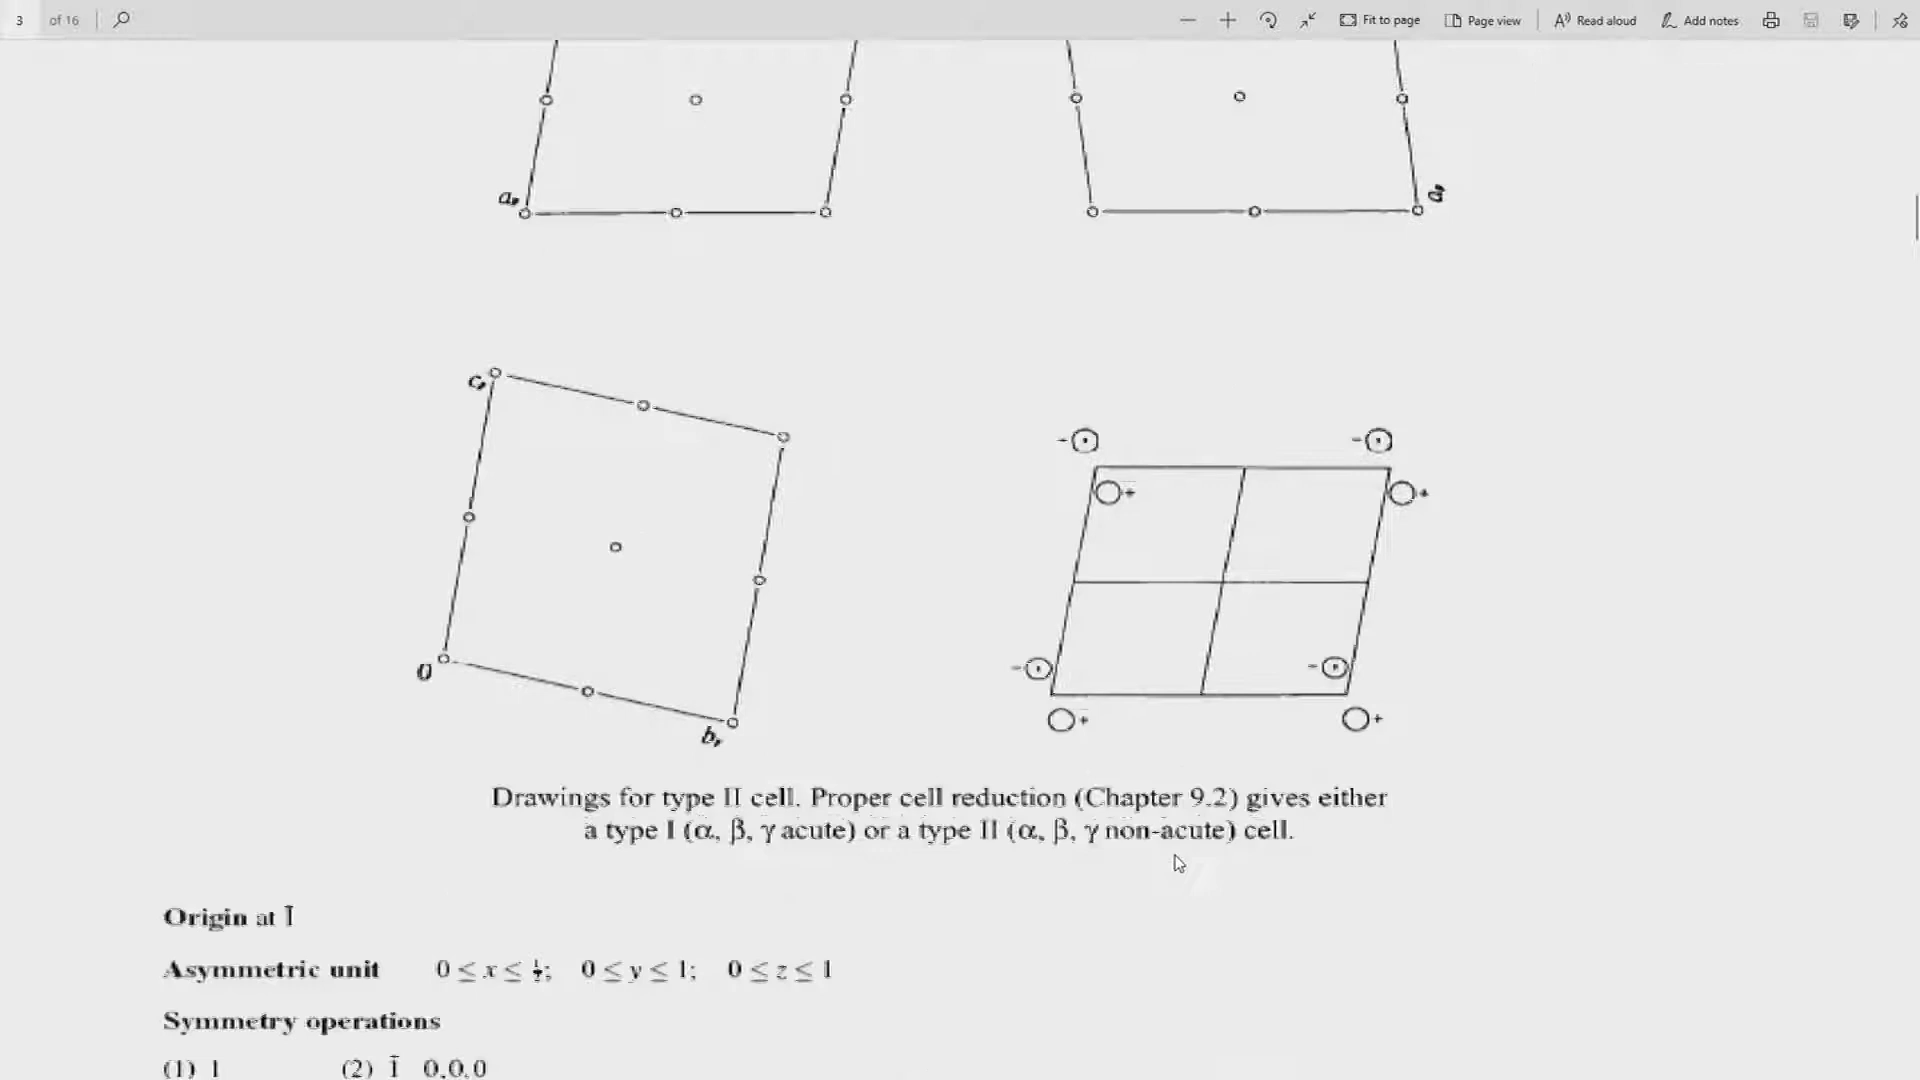 3 of 16 Fit to page Page view Read aloud Add notes
a,
c,
- -
+ +
0
- -
b,
+ +
Drawings for type II cell. Proper cell reduction (Chapter 9.2) gives either
a type I (α, β, γ acute) or a type II (α, β, γ non-acute) cell.
Origin at 1̄
Asymmetric unit 0 ≤ x ≤ ½; 0 ≤ y ≤ 1; 0 ≤ z ≤ 1
Symmetry operations
(1) 1 (2) 1̄ 0,0,0